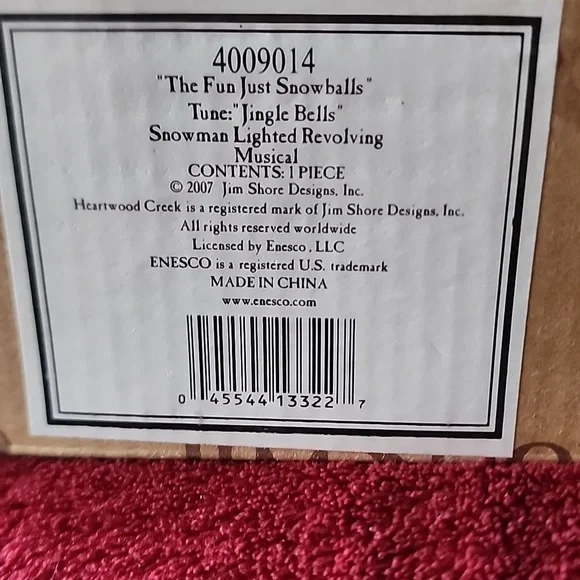 4009014
"The Fun Just Snowballs"
Tune:"Jingle Bells"
Snowman Lighted Revolving
Musical
CONTENTS: 1 PIECE
© 2007 Jim Shore Designs, Inc.
Heartwood Creek is a registered mark of Jim Shore Designs, Inc.
All rights reserved worldwide
Licensed by Enesco, LLC
ENESCO is a registered U.S. trademark
MADE IN CHINA
www.enesco.com
0 45544 13322 7